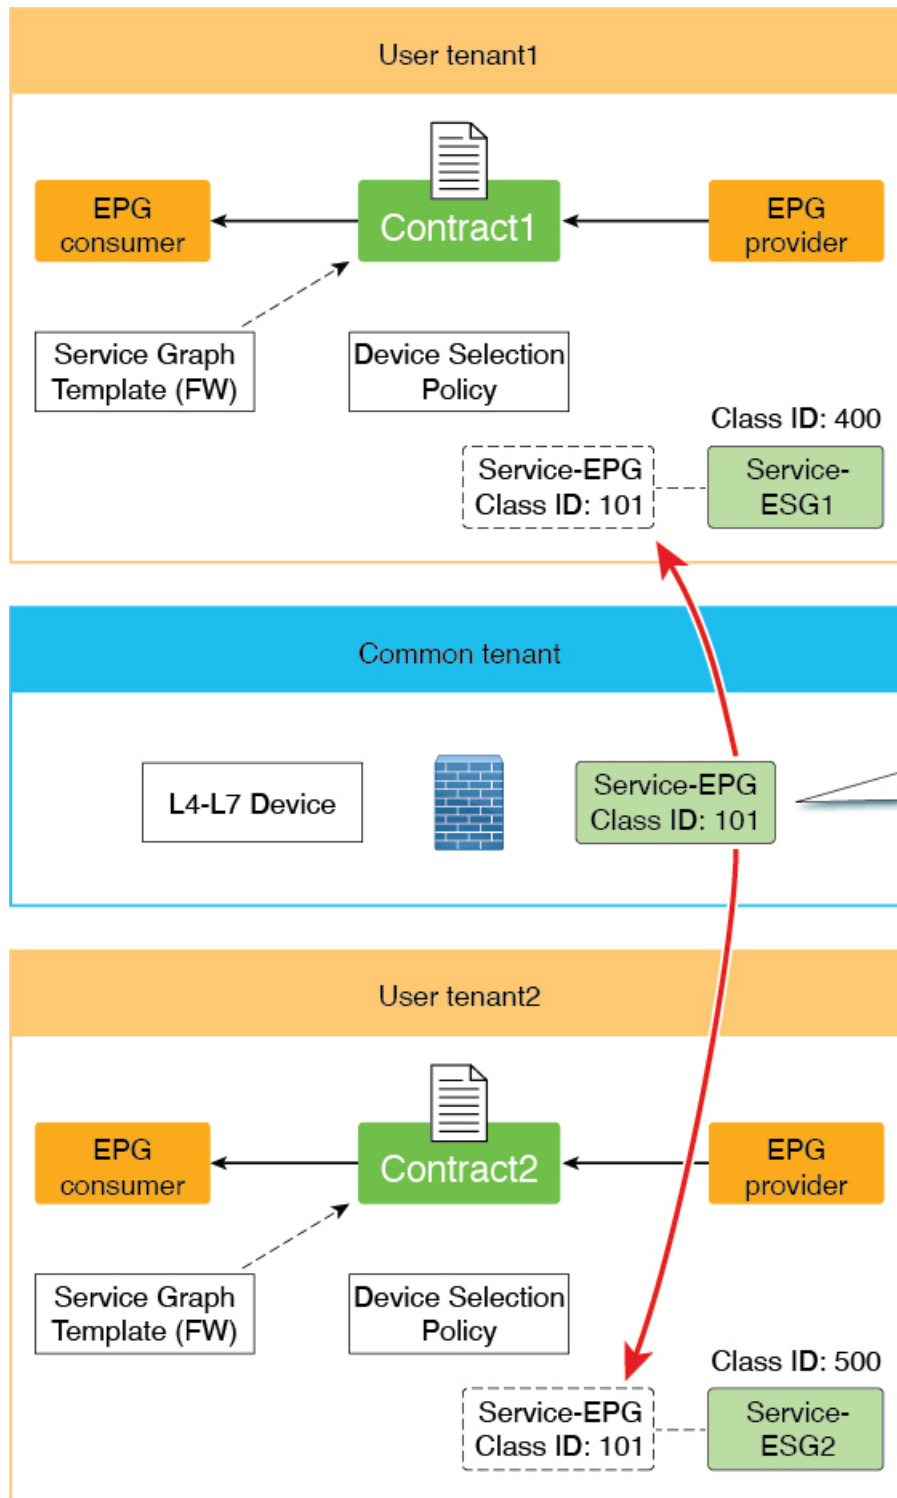 User tenant1
EPG
consumer
Contract1
EPG
provider
Service Graph
Template (FW)
Device Selection
Policy
Class ID: 400
Service-EPG
Class ID: 101
Service-
ESG1
Common tenant
L4-L7 Device
Service-EPG
Class ID: 101
User tenant2
EPG
consumer
Contract2
EPG
provider
Service Graph
Template (FW)
Device Selection
Policy
Class ID: 500
Service-EPG
Class ID: 101
Service-
ESG2